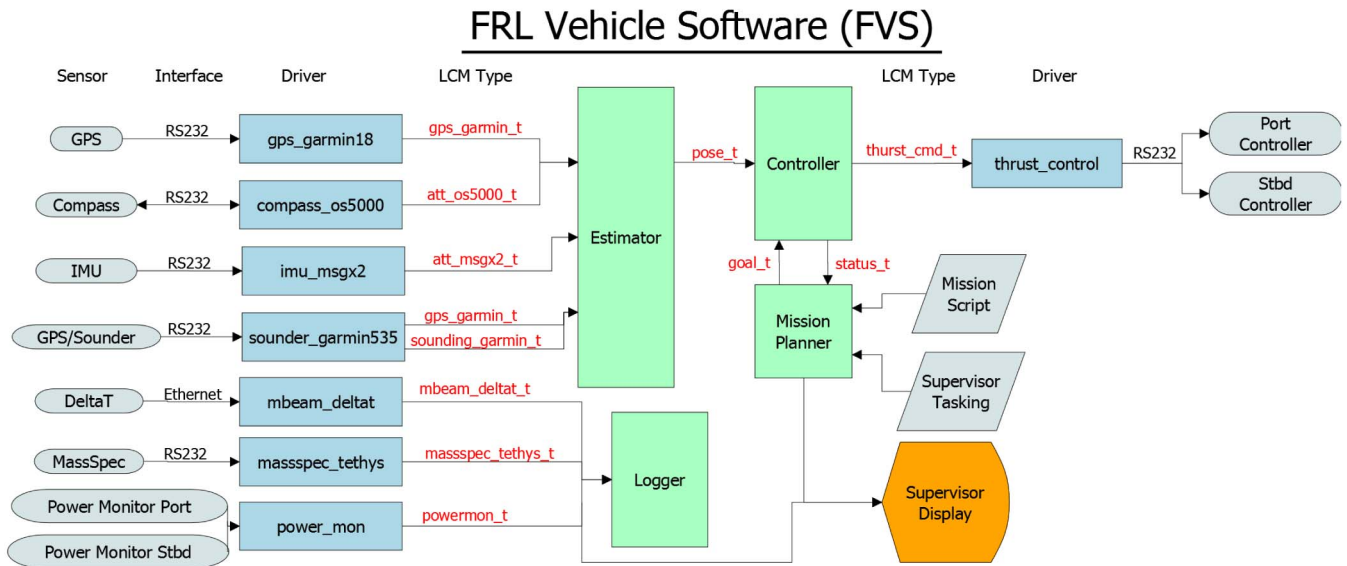 FRL Vehicle Software (FVS)
Sensor Interface Driver LCM Type LCM Type Driver
GPS RS232 gps_garmin18 gps_garmin_t
Compass RS232 compass_os5000 att_os5000_t
IMU RS232 imu_msgx2 att_msgx2_t
GPS/Sounder RS232 sounder_garmin535 gps_garmin_t
sounding_garmin_t
DeltaT Ethernet mbeam_deltat mbeam_deltat_t
MassSpec RS232 massspec_tethys massspec_tethys_t
Power Monitor Port
power_mon powermon_t
Power Monitor Stbd
Estimator
Logger
pose_t
Controller
thurst_cmd_t
thrust_control
RS232
Port
Controller
Stbd
Controller
goal_t status_t
Mission
Planner
Mission
Script
Supervisor
Tasking
Supervisor
Display